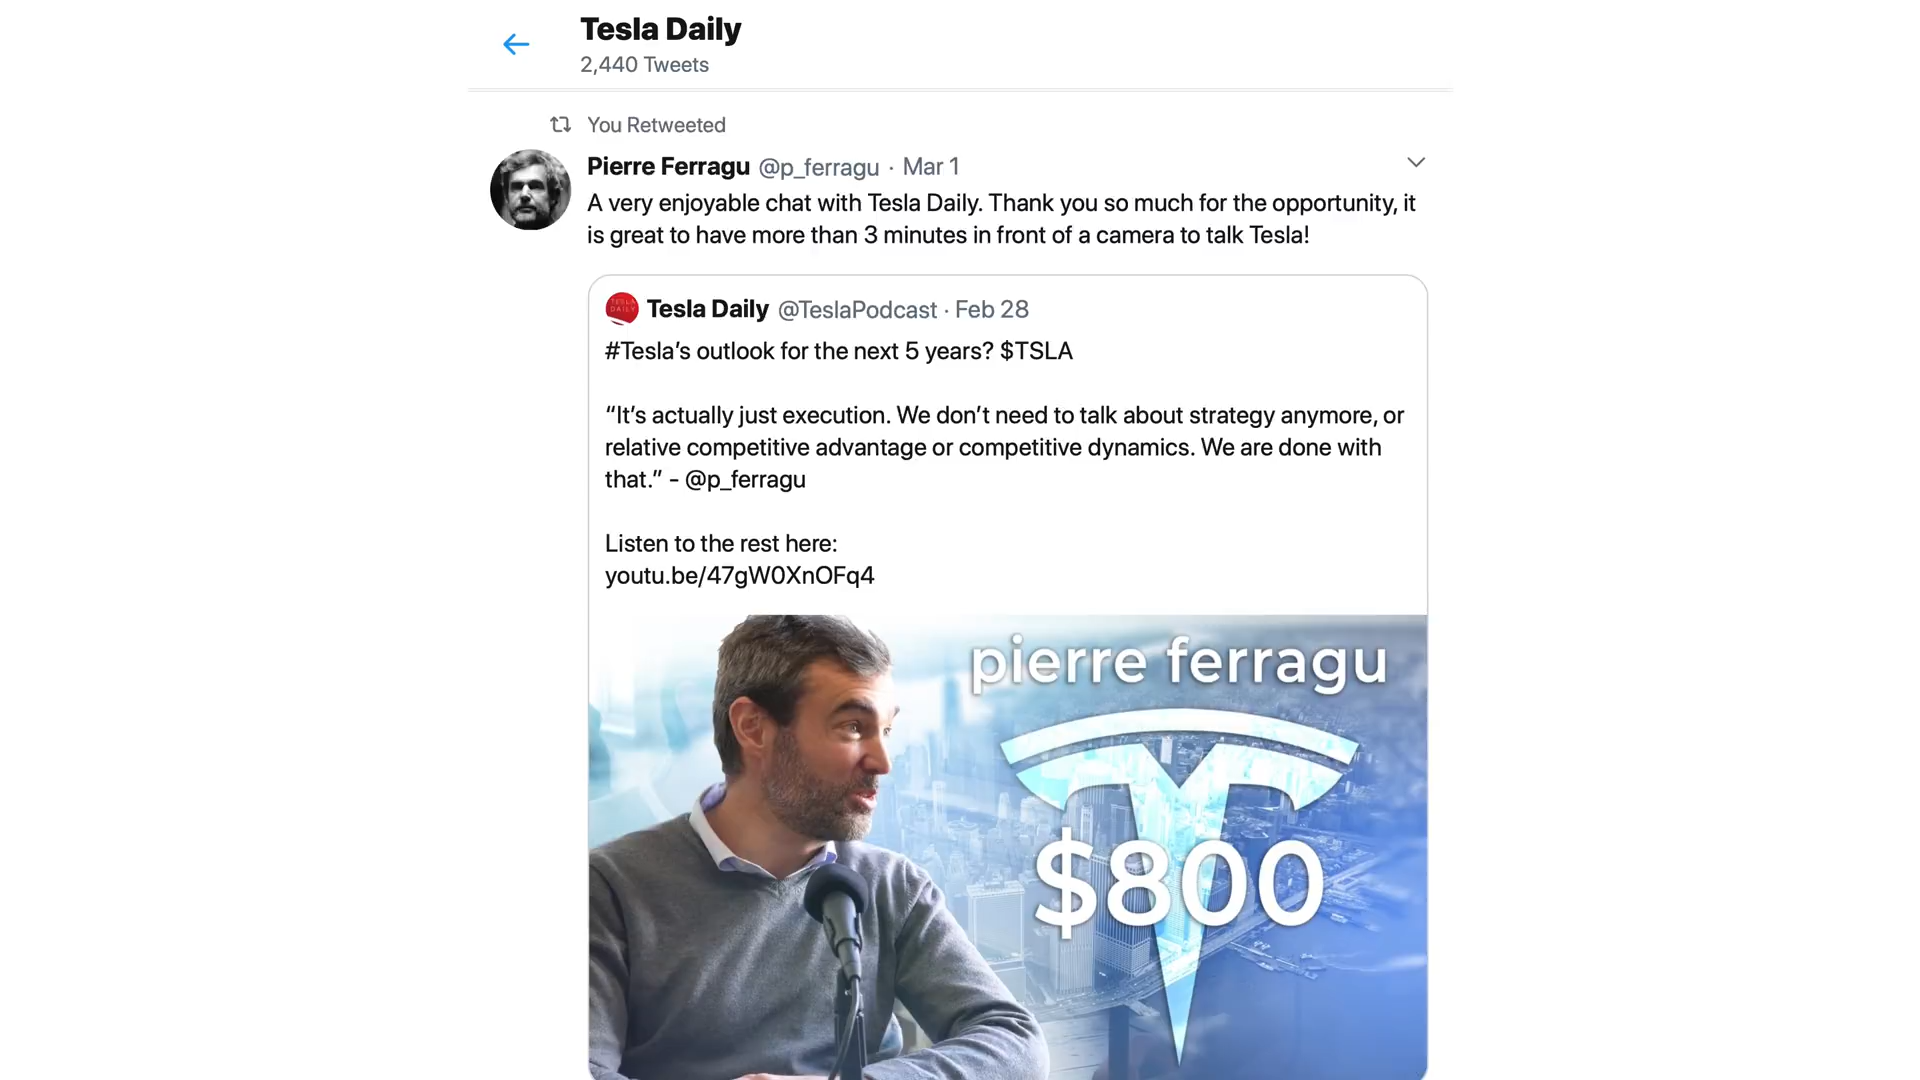 Tesla Daily
2,440 Tweets
You Retweeted
Pierre Ferragu @p_ferragu · Mar 1
A very enjoyable chat with Tesla Daily. Thank you so much for the opportunity, it
is great to have more than 3 minutes in front of a camera to talk Tesla!
TESLA
DAILY
Tesla Daily @TeslaPodcast · Feb 28
#Tesla’s outlook for the next 5 years? $TSLA
“It’s actually just execution. We don’t need to talk about strategy anymore, or
relative competitive advantage or competitive dynamics. We are done with
that.” - @p_ferragu
Listen to the rest here:
youtu.be/47gW0XnOFq4
pierre ferragu
$800